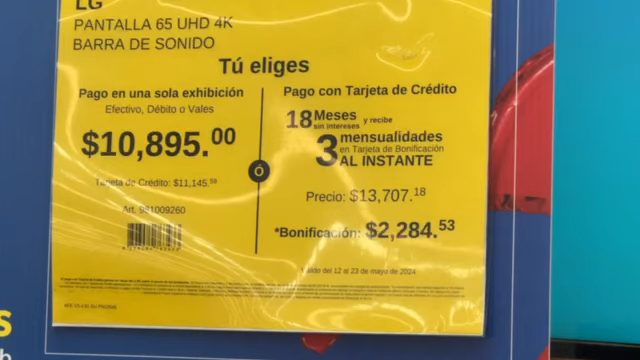 LG
PANTALLA 65 UHD 4K
BARRA DE SONIDO
Tú eliges
Pago en una sola exhibición
Efectivo, Débito o Vales
$10,895.00
Tarjeta de Crédito: $11,145.59
Art. 981009260
Ó
Pago con Tarjeta de Crédito
18 Meses sin intereses y recibe
3 mensualidades
en Tarjeta de Bonificación
AL INSTANTE
Precio: $13,707.18
*Bonificación: $2,284.53
Valido del 12 al 23 de mayo de 2024
s